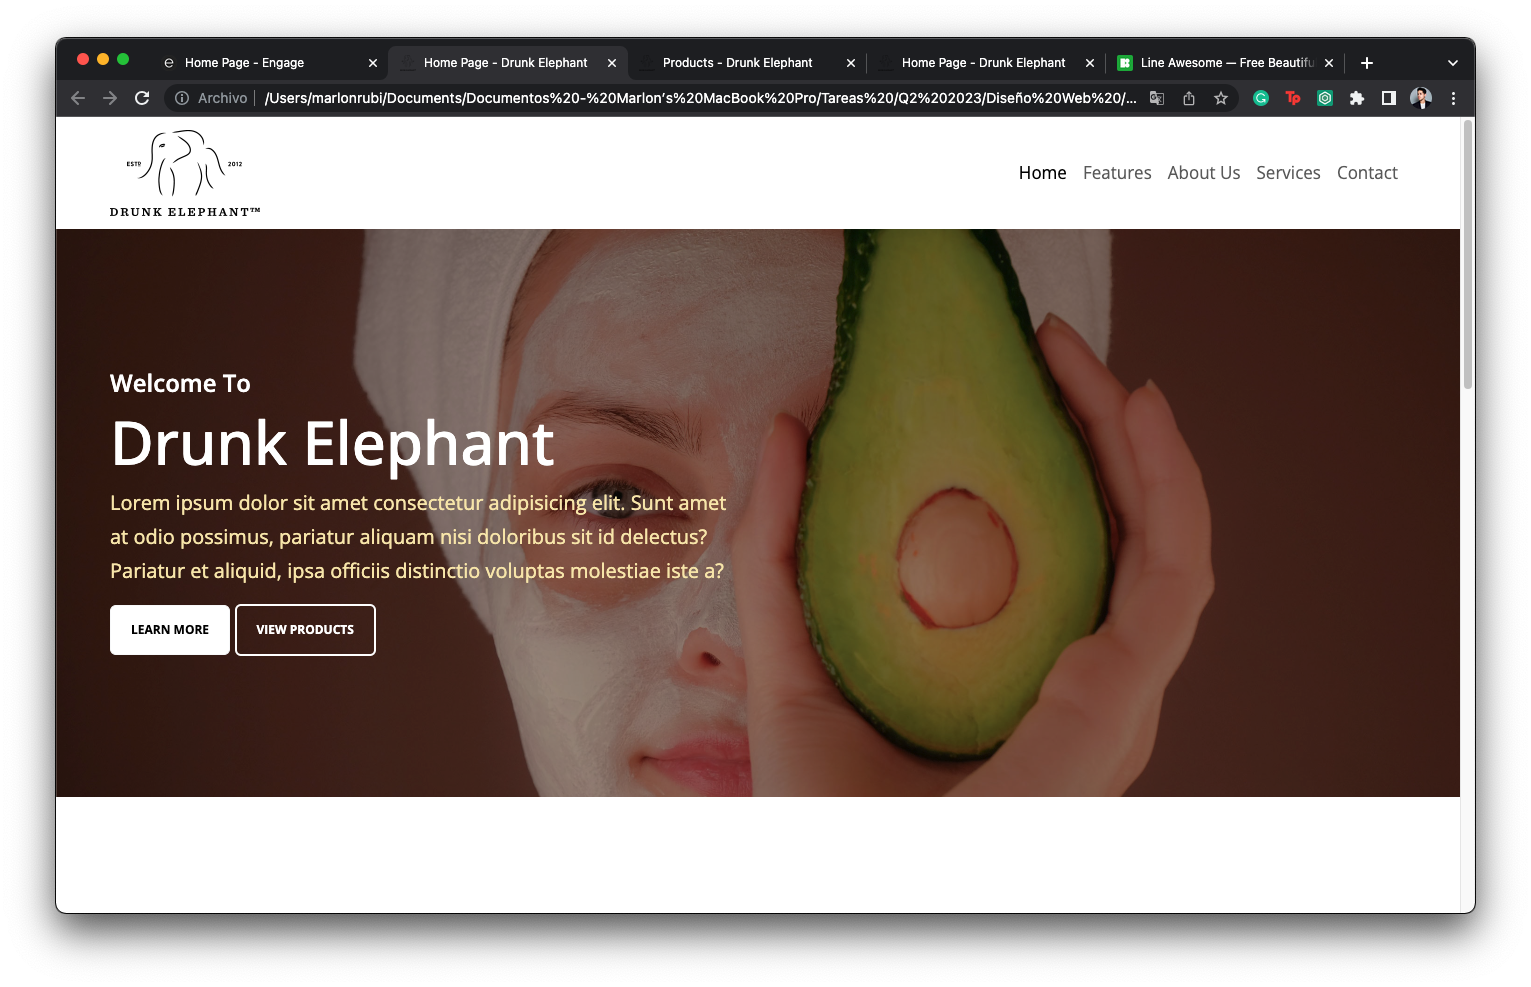 Home Page - Engage
Home Page - Drunk Elephant
Products - Drunk Elephant
Home Page - Drunk Elephant
Line Awesome — Free Beautifu
Archivo
/Users/marlonrubi/Documents/Documentos%20-%20Marlon's%20MacBook%20Pro/Tareas%20/Q2%202023/Diseño%20Web%20/...
ESTD
2012
DRUNK ELEPHANT™
Home
Features
About Us
Services
Contact
Welcome To
Drunk Elephant
Lorem ipsum dolor sit amet consectetur adipisicing elit. Sunt amet
at odio possimus, pariatur aliquam nisi doloribus sit id delectus?
Pariatur et aliquid, ipsa officiis distinctio voluptas molestiae iste a?
LEARN MORE
VIEW PRODUCTS